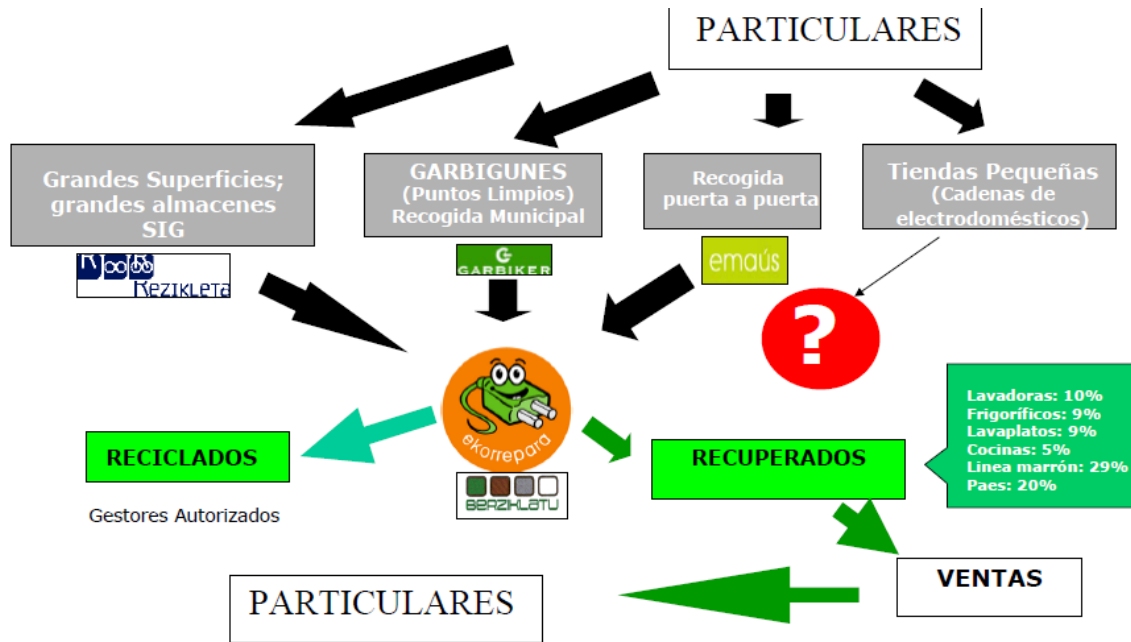 PARTICULARES
Grandes Superficies;
grandes almacenes
SIG
GARBIGUNES
(Puntos Limpios)
Recogida Municipal
Recogida
puerta a puerta
Tiendas Pequeñas
(Cadenas de
electrodomésticos)
REZIKLETA
G
GARBIKER
emaús
?
ekorrepara
BERZIKLATU
RECICLADOS
Gestores Autorizados
RECUPERADOS
Lavadoras: 10%
Frigoríficos: 9%
Lavaplatos: 9%
Cocinas: 5%
Linea marrón: 29%
Paes: 20%
VENTAS
PARTICULARES